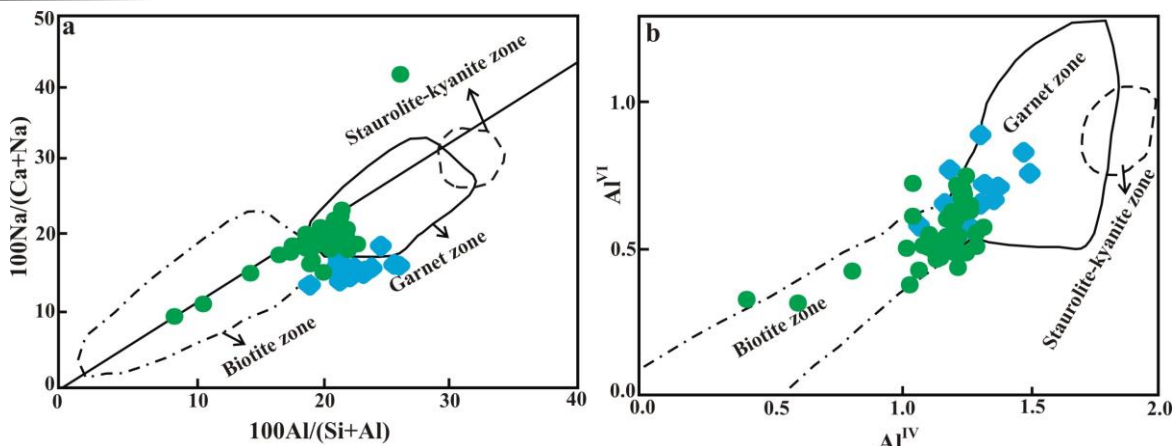 a
50
40
30
20
10
0
0
10
20
30
40
100Na/(Ca+Na)
100Al/(Si+Al)
Staurolite-kyanite zone
Garnet zone
Biotite zone
b
1.0
0.5
0.0
0.0
0.5
1.0
1.5
2.0
Al^VI
Al^IV
Garnet zone
Biotite zone
Staurolite-kyanite zone